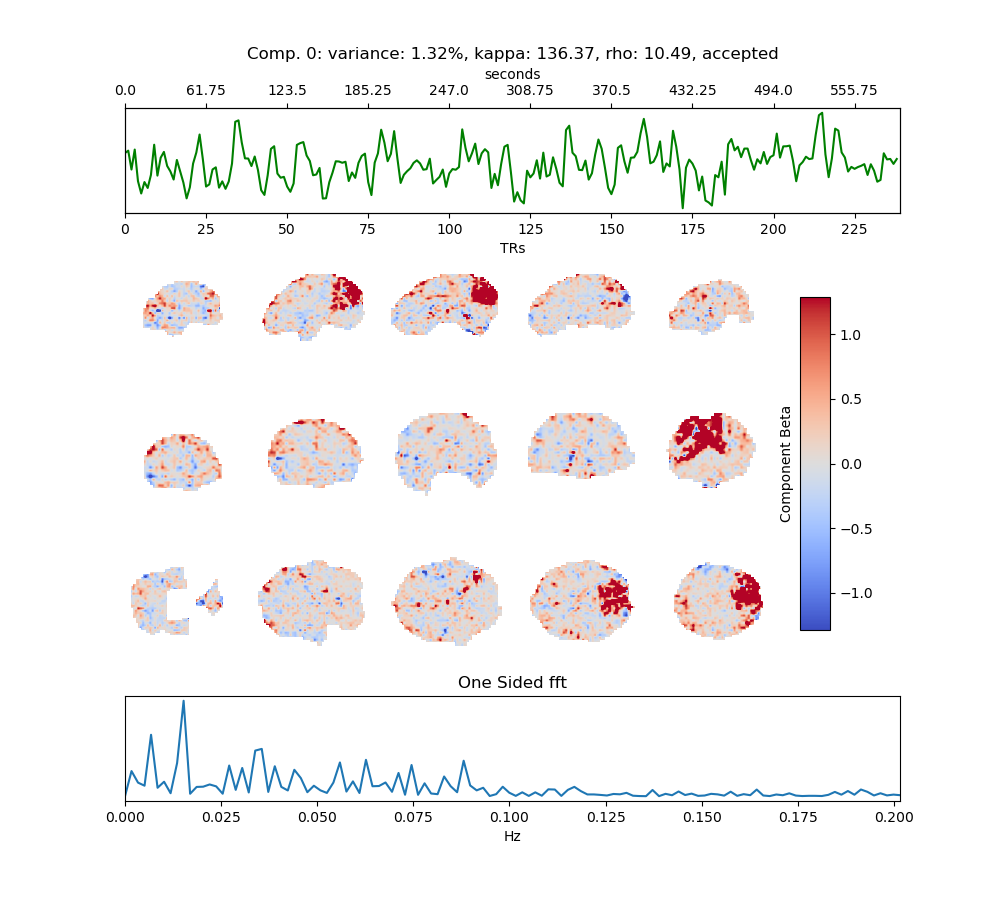 Comp. 0: variance: 1.32%, kappa: 136.37, rho: 10.49, accepted
seconds
0.0 61.75 123.5 185.25 247.0 308.75 370.5 432.25 494.0 555.75
0 25 50 75 100 125 150 175 200 225
TRs
1.0
0.5
0.0
−0.5
−1.0
Component Beta
One Sided fft
0.000 0.025 0.050 0.075 0.100 0.125 0.150 0.175 0.200
Hz